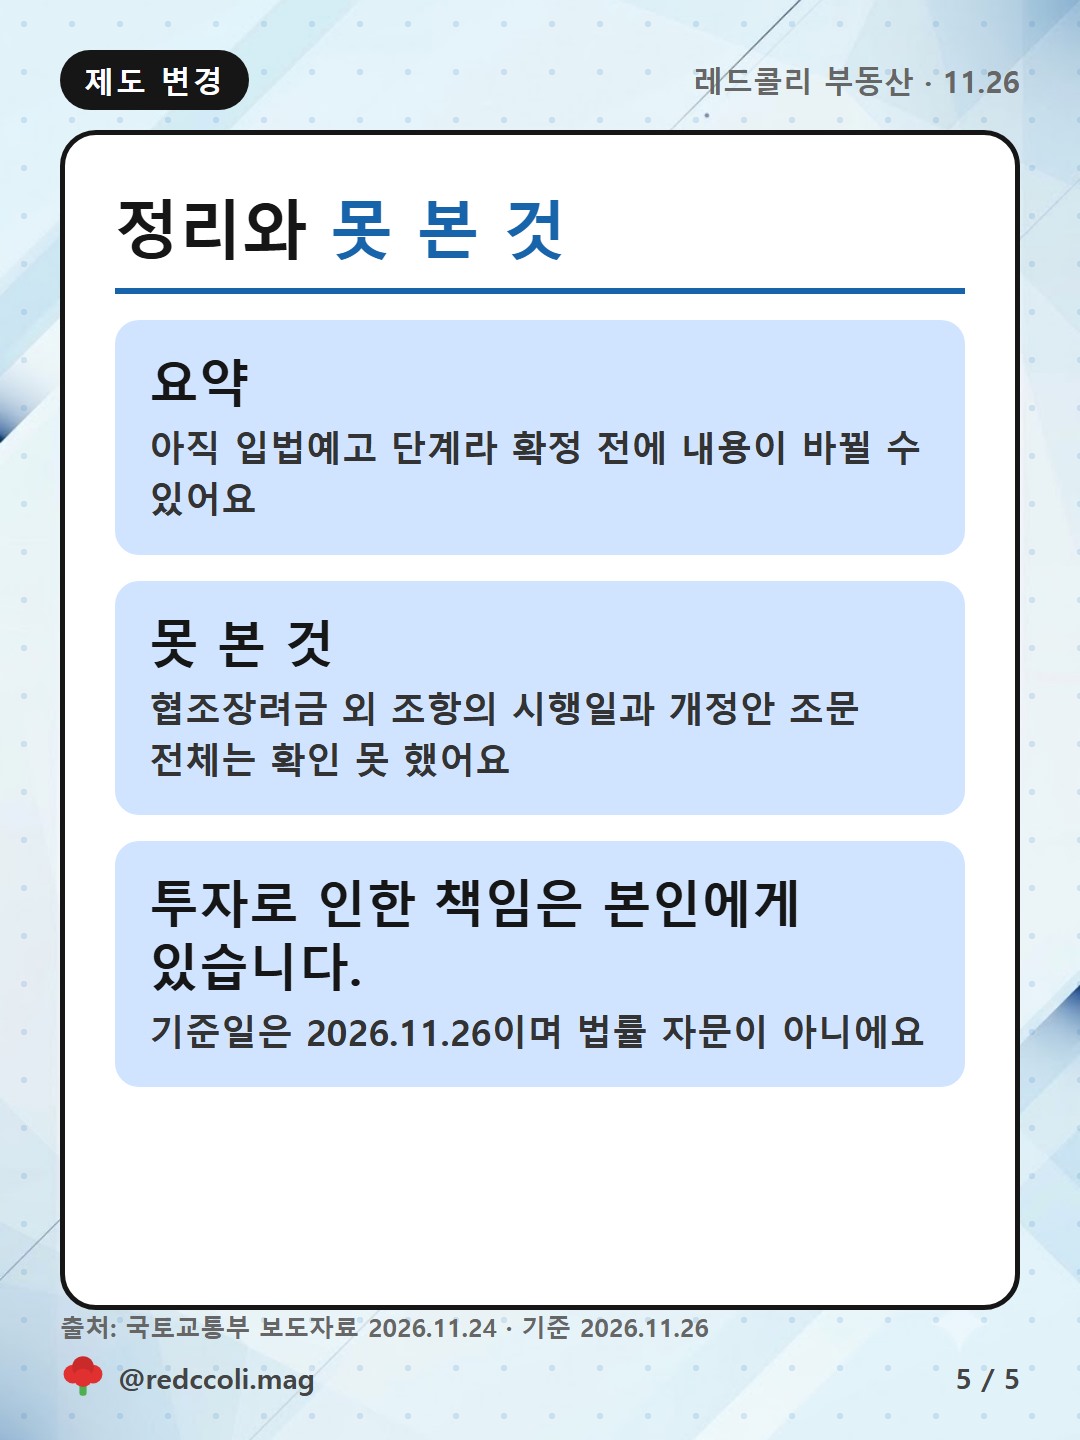 제도 변경
레드콜리 부동산 · 11.26
정리와 못 본 것
요약
아직 입법예고 단계라 확정 전에 내용이 바뀔 수
있어요
못 본 것
협조장려금 외 조항의 시행일과 개정안 조문
전체는 확인 못 했어요
투자로 인한 책임은 본인에게
있습니다.
기준일은 2026.11.26이며 법률 자문이 아니에요
출처: 국토교통부 보도자료 2026.11.24 · 기준 2026.11.26
@redccoli.mag
5 / 5